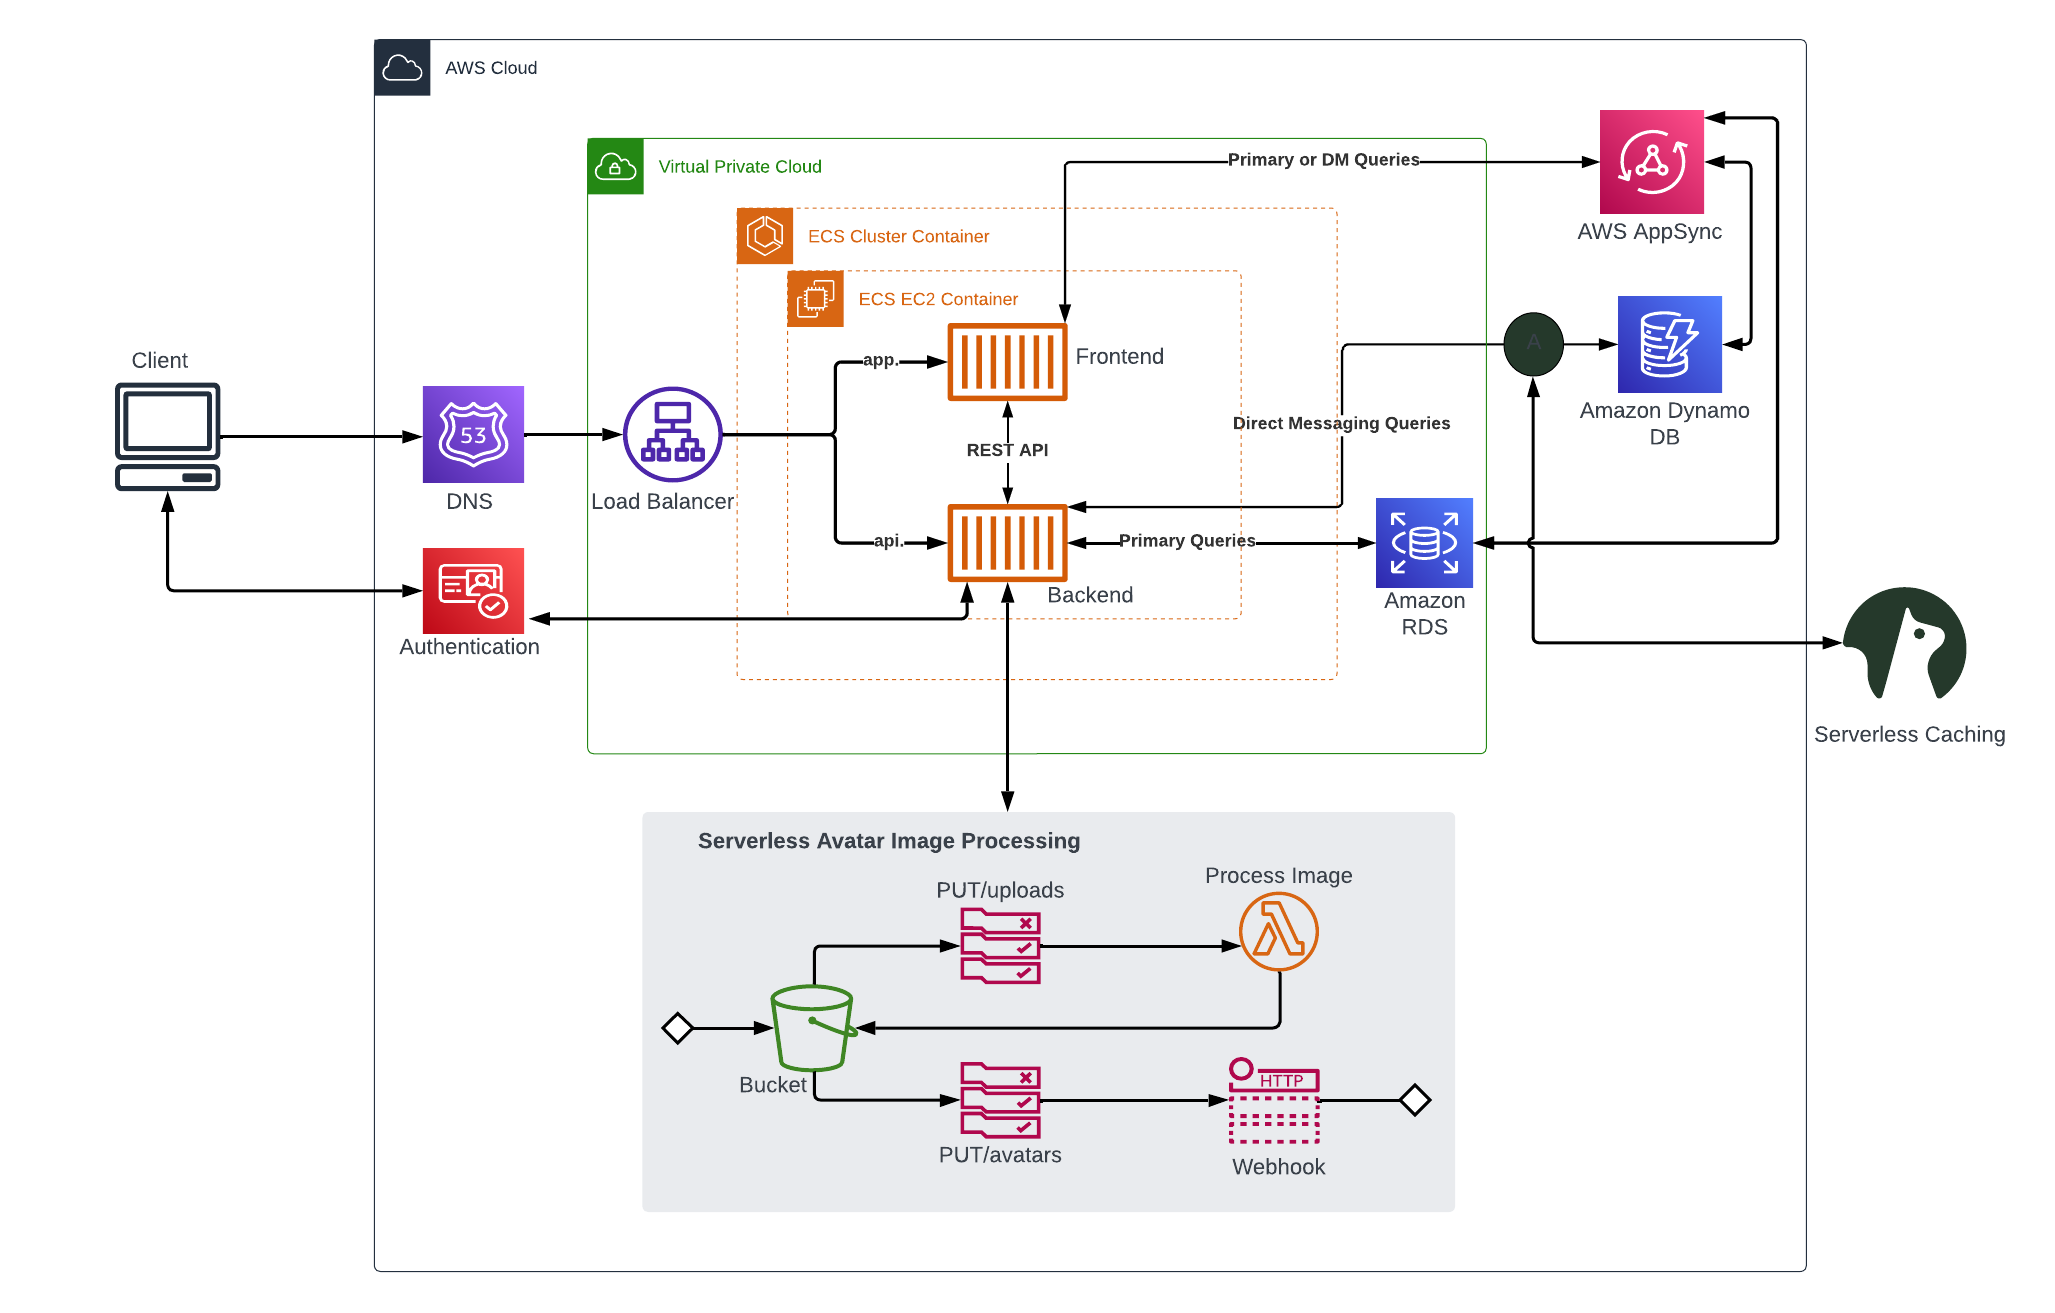 AWS Cloud
Virtual Private Cloud
Primary or DM Queries
AWS AppSync
ECS Cluster Container
ECS EC2 Container
Client
app.
Frontend
A
Amazon Dynamo
DB
53
DNS
Load Balancer
REST API
Direct Messaging Queries
api.
Primary Queries
Backend
Amazon
RDS
Authentication
Serverless Caching
Serverless Avatar Image Processing
PUT/uploads
Process Image
Bucket
HTTP
PUT/avatars
Webhook